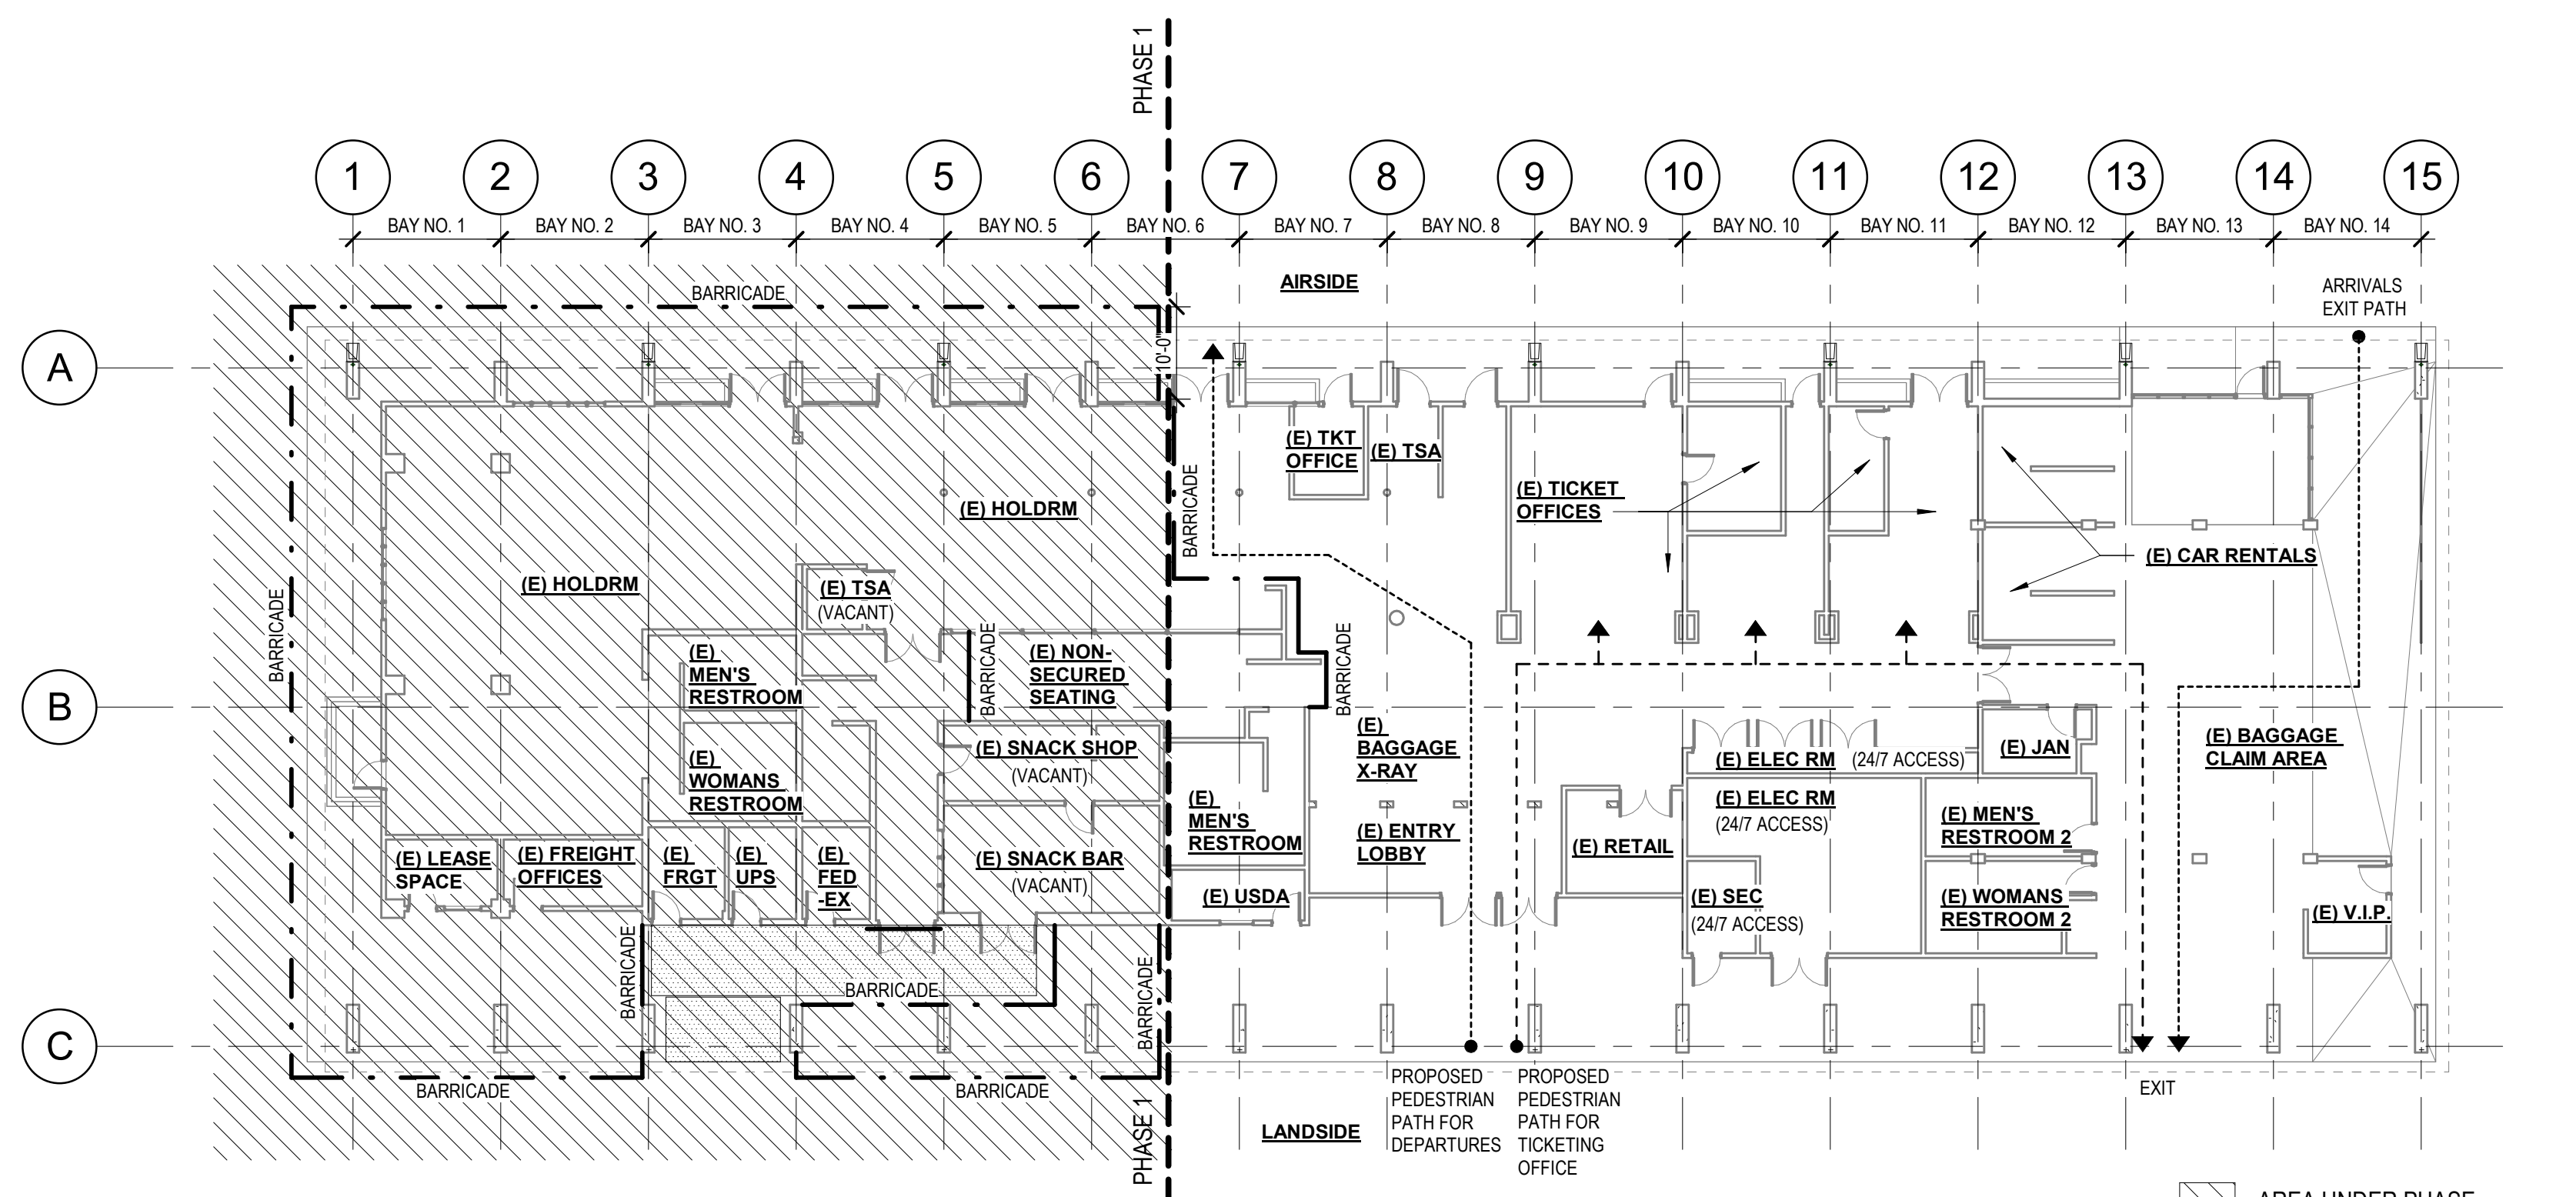 PHASE 1
1
2
3
4
5
6
7
8
9
10
11
12
13
14
15
BAY NO. 1
BAY NO. 2
BAY NO. 3
BAY NO. 4
BAY NO. 5
BAY NO. 6
BAY NO. 7
BAY NO. 8
BAY NO. 9
BAY NO. 10
BAY NO. 11
BAY NO. 12
BAY NO. 13
BAY NO. 14
AIRSIDE
ARRIVALS
EXIT PATH
BARRICADE
10'-0"
A
(E) TKT
OFFICE
(E) TSA
(E) HOLDRM
BARRICADE
(E) TICKET
OFFICES
(E) CAR RENTALS
BARRICADE
(E) HOLDRM
(E) TSA
(VACANT)
(E)
MEN'S
RESTROOM
BARRICADE
(E) NON-
SECURED
SEATING
BARRICADE
B
(E)
WOMANS
RESTROOM
(E) SNACK SHOP
(VACANT)
(E)
BAGGAGE
X-RAY
(E) ELEC RM (24/7 ACCESS)
(E) JAN
(E) BAGGAGE
CLAIM AREA
(E)
MEN'S
RESTROOM
(E) ENTRY
LOBBY
(E) RETAIL
(E) ELEC RM
(24/7 ACCESS)
(E) MEN'S
RESTROOM 2
(E) LEASE
SPACE
(E) FREIGHT
OFFICES
(E)
FRGT
(E)
UPS
(E)
FED
-EX
(E) SNACK BAR
(VACANT)
(E) USDA
(E) SEC
(24/7 ACCESS)
(E) WOMANS
RESTROOM 2
(E) V.I.P.
BARRICADE
BARRICADE
BARRICADE
C
BARRICADE
BARRICADE
PROPOSED
PEDESTRIAN
PATH FOR
DEPARTURES
PROPOSED
PEDESTRIAN
PATH FOR
TICKETING
OFFICE
EXIT
LANDSIDE
PHASE 1
AREA UNDER PHASE